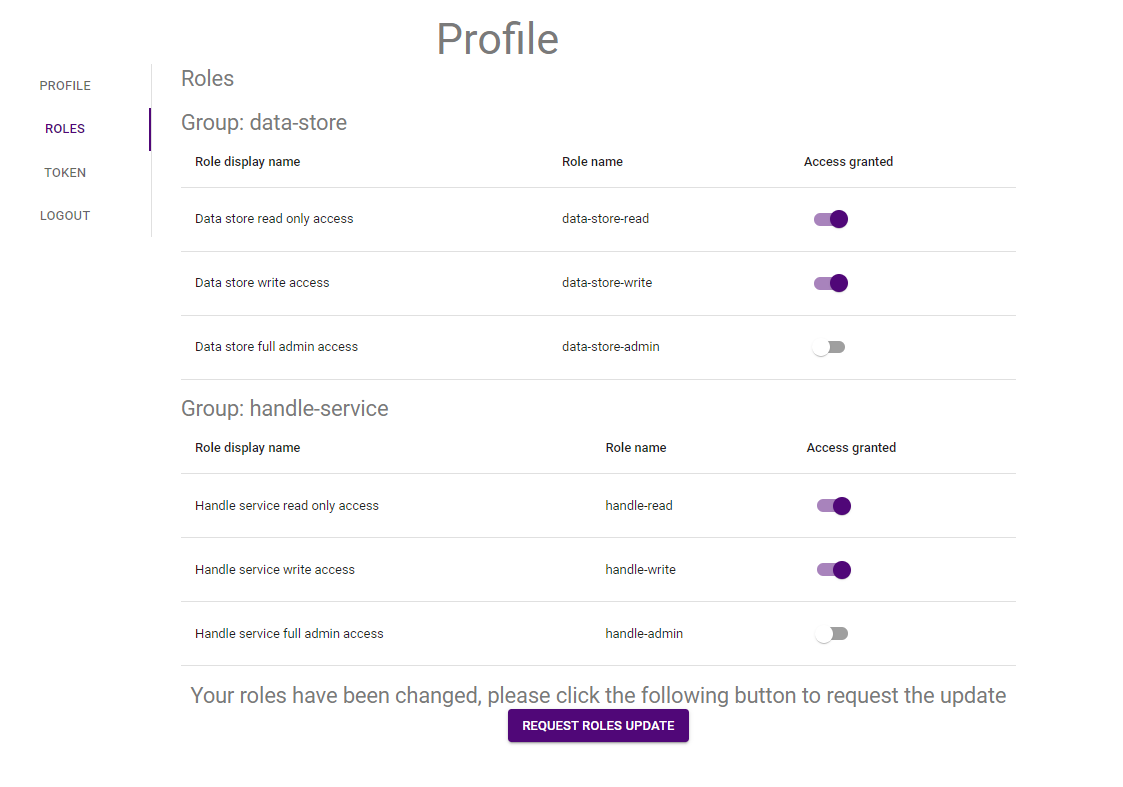 Profile
PROFILE
ROLES
TOKEN
LOGOUT
Roles
Group: data-store
Role display name Role name Access granted
Data store read only access data-store-read
Data store write access data-store-write
Data store full admin access data-store-admin
Group: handle-service
Role display name Role name Access granted
Handle service read only access handle-read
Handle service write access handle-write
Handle service full admin access handle-admin
Your roles have been changed, please click the following button to request the update
REQUEST ROLES UPDATE